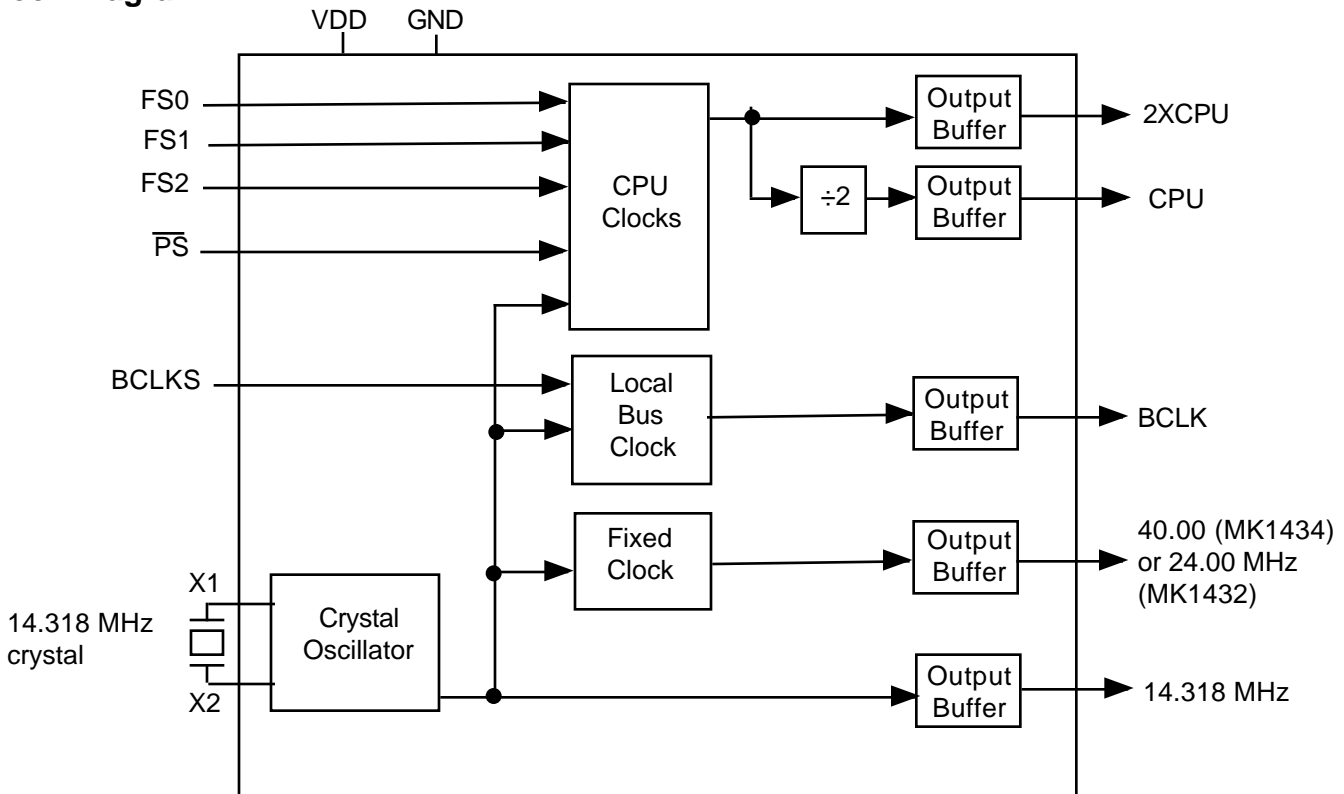 VDD GND
FS0
FS1
FS2
PS
BCLKS
CPU
Clocks
÷2
Output
Buffer
2XCPU
Output
Buffer
CPU
Local
Bus
Clock
Output
Buffer
BCLK
Fixed
Clock
Output
Buffer
40.00 (MK1434)
or 24.00 MHz
(MK1432)
X1
14.318 MHz
crystal
X2
Crystal
Oscillator
Output
Buffer
14.318 MHz